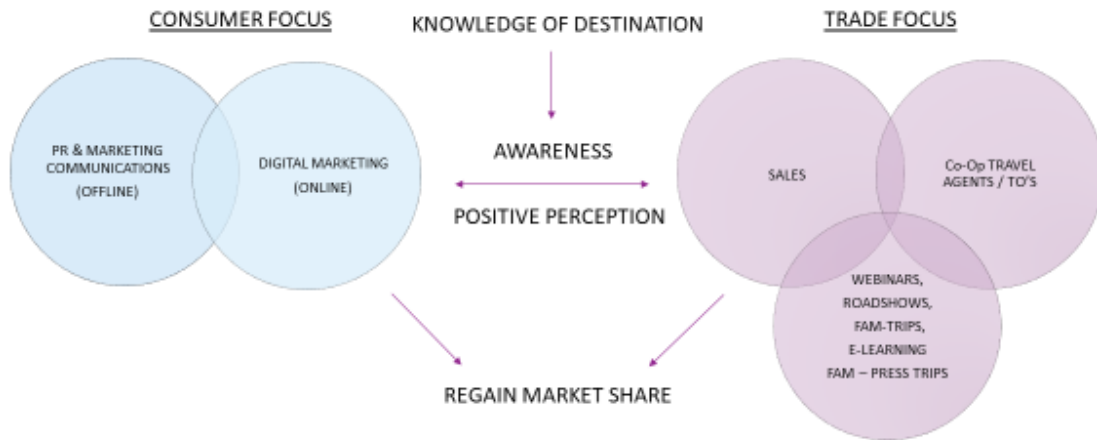 CONSUMER FOCUS
KNOWLEDGE OF DESTINATION
TRADE FOCUS
PR & MARKETING
COMMUNICATIONS
(OFFLINE)
DIGITAL MARKETING
(ONLINE)
AWARENESS
POSITIVE PERCEPTION
SALES
Co-Op TRAVEL
AGENTS / TO'S
WEBINARS,
ROADSHOWS,
FAM-TRIPS,
E-LEARNING
FAM – PRESS TRIPS
REGAIN MARKET SHARE